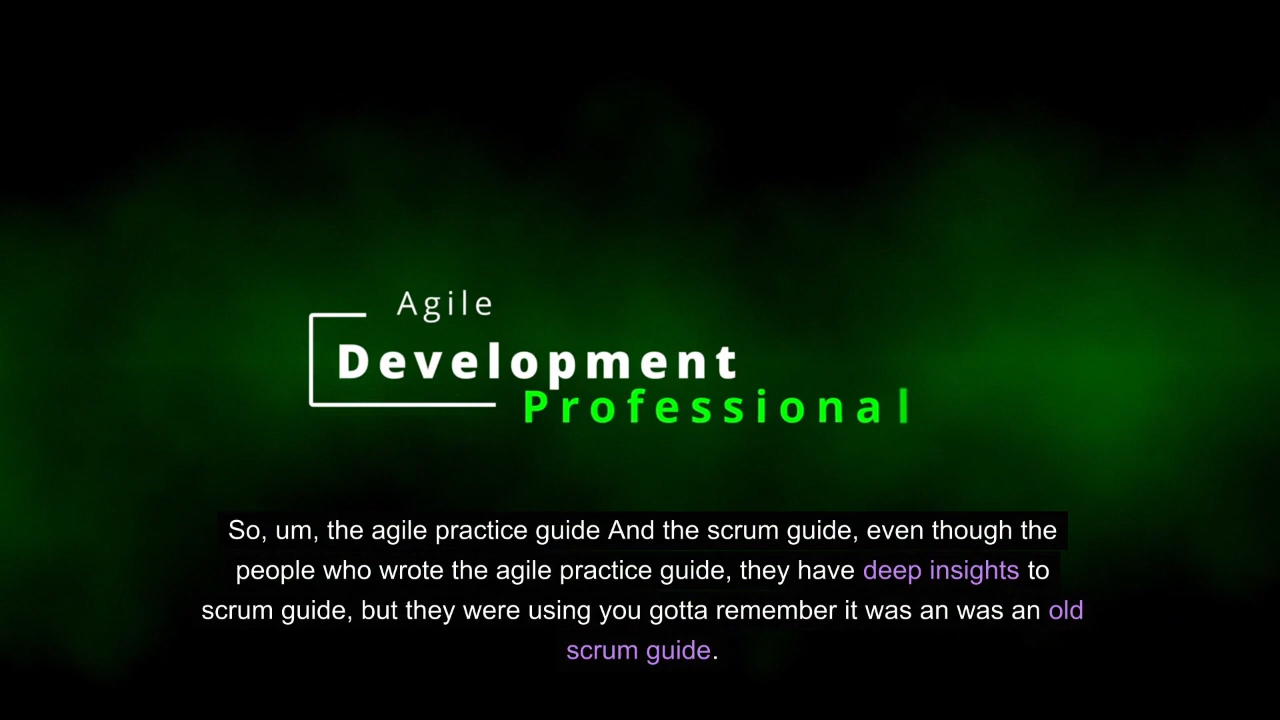 Agile
Development
Professional
So, um, the agile practice guide And the scrum guide, even though the
people who wrote the agile practice guide, they have deep insights to
scrum guide, but they were using you gotta remember it was an was an old
scrum guide.